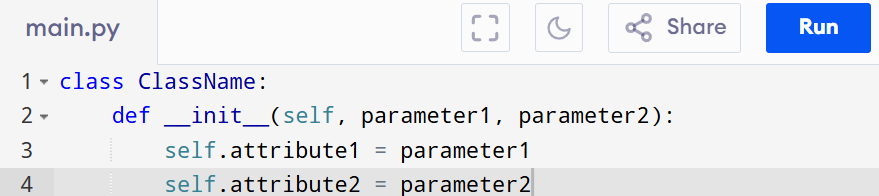 main.py Share Run
1 class ClassName:
2 def __init__(self, parameter1, parameter2):
3 self.attribute1 = parameter1
4 self.attribute2 = parameter2